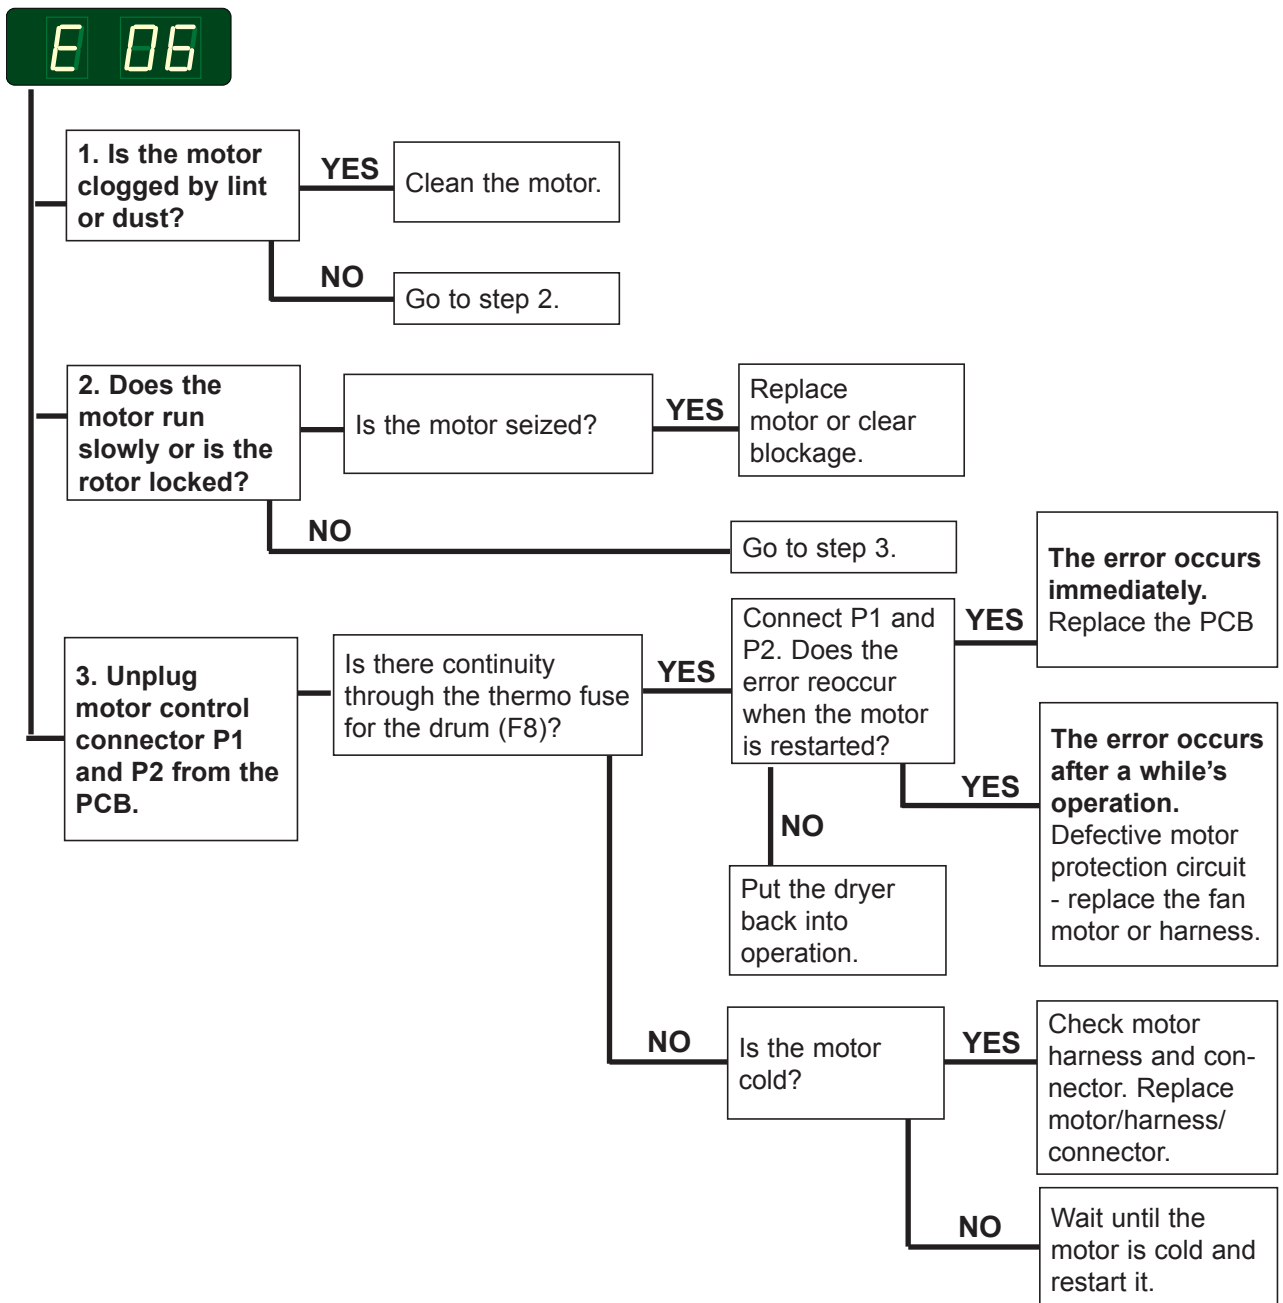 E 06
1. Is the motor
clogged by lint
or dust?
YES
Clean the motor.
NO
Go to step 2.
2. Does the
motor run
slowly or is the
rotor locked?
Is the motor seized?
YES
Replace
motor or clear
blockage.
NO
Go to step 3.
3. Unplug
motor control
connector P1
and P2 from the
PCB.
Is there continuity
through the thermo fuse
for the drum (F8)?
YES
Connect P1 and
P2. Does the
error reoccur
when the motor
is restarted?
YES
The error occurs
immediately.
Replace the PCB
YES
The error occurs
after a while's
operation.
Defective motor
protection circuit
- replace the fan
motor or harness.
NO
Put the dryer
back into
operation.
NO
Is the motor
cold?
YES
Check motor
harness and con-
nector. Replace
motor/harness/
connector.
NO
Wait until the
motor is cold and
restart it.